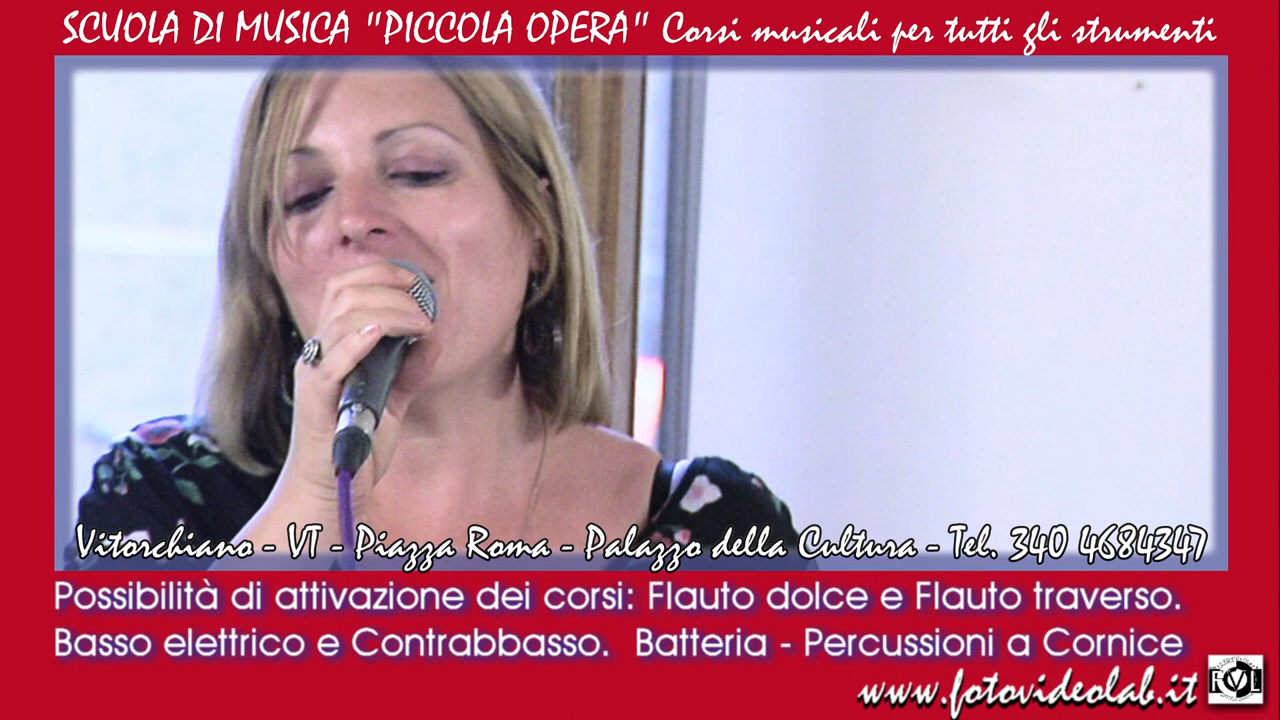 SCUOLA DI MUSICA "PICCOLA OPERA" Corsi musicali per tutti gli strumenti
Vitorchiano - VT - Piazza Roma - Palazzo della Cultura - Tel. 340 4684347
Possibilità di attivazione dei corsi: Flauto dolce e Flauto traverso.
Basso elettrico e Contrabbasso. Batteria - Percussioni a Cornice
www.fotovideolab.it
FVL